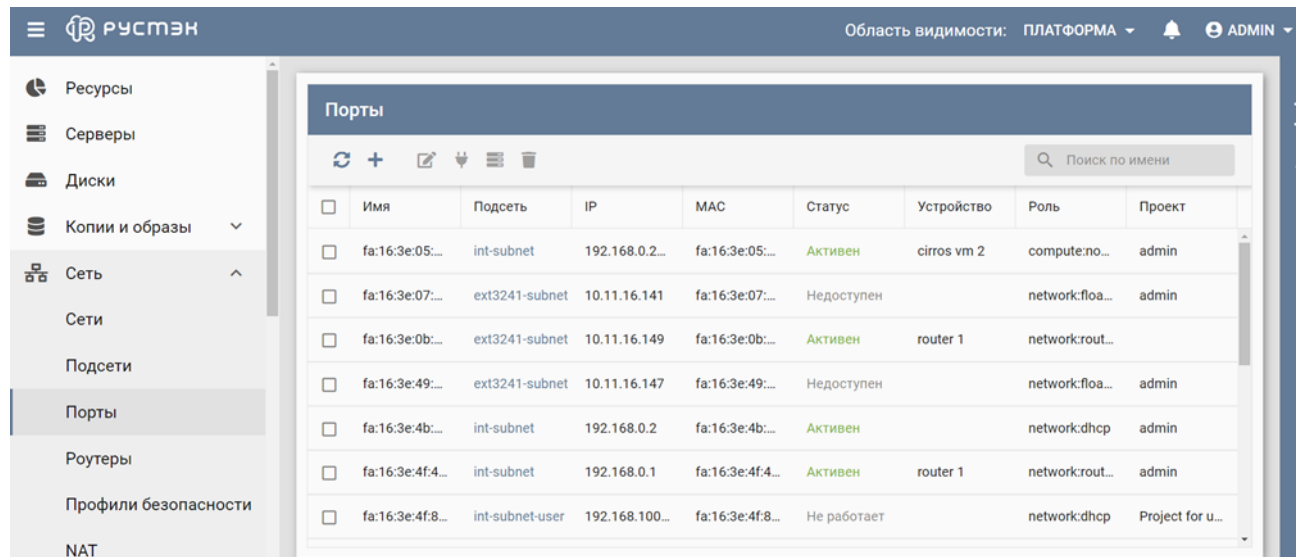 РУСТЭК Область видимости: ПЛАТФОРМА ADMIN
Ресурсы
Серверы
Диски
Копии и образы
Сеть
Сети
Подсети
Порты
Роутеры
Профили безопасности
NAT
Порты
Поиск по имени
Имя Подсеть IP MAC Статус Устройство Роль Проект
fa:16:3e:05:... int-subnet 192.168.0.2... fa:16:3e:05:... Активен cirros vm 2 compute:no... admin
fa:16:3e:07:... ext3241-subnet 10.11.16.141 fa:16:3e:07:... Недоступен network:floa... admin
fa:16:3e:0b:... ext3241-subnet 10.11.16.149 fa:16:3e:0b:... Активен router 1 network:rout...
fa:16:3e:49:... ext3241-subnet 10.11.16.147 fa:16:3e:49:... Недоступен network:floa... admin
fa:16:3e:4b:... int-subnet 192.168.0.2 fa:16:3e:4b:... Активен network:dhcp admin
fa:16:3e:4f:4... int-subnet 192.168.0.1 fa:16:3e:4f:4... Активен router 1 network:rout... admin
fa:16:3e:4f:8... int-subnet-user 192.168.100... fa:16:3e:4f:8... Не работает network:dhcp Project for u...